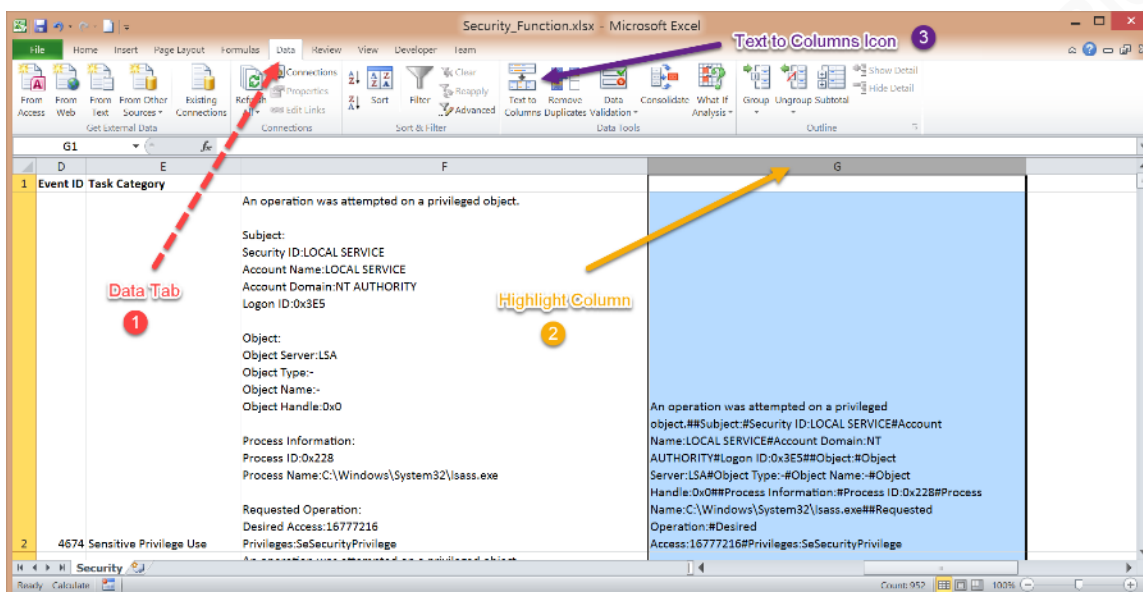 Security_Function.xlsx - Microsoft Excel
File Home Insert Page Layout Formulas Data Review View Developer Team
Text to Columns Icon 3
From Access
From Web
From Text
From Other Sources
Existing Connections
Get External Data
Refresh All
Connections
Properties
Edit Links
Connections
Sort
Filter
Clear
Reapply
Advanced
Sort & Filter
Text to Columns
Remove Duplicates
Data Validation
Consolidate
What If Analysis
Data Tools
Group
Ungroup
Subtotal
Show Detail
Hide Detail
Outline
G1 fx
D E F G
1 Event ID Task Category
An operation was attempted on a privileged object.
Subject:
Security ID:LOCAL SERVICE
Account Name:LOCAL SERVICE
Account Domain:NT AUTHORITY
Logon ID:0x3E5
Object:
Object Server:LSA
Object Type:-
Object Name:-
Object Handle:0x0
Process Information:
Process ID:0x228
Process Name:C:\Windows\System32\lsass.exe
Requested Operation:
Desired Access:16777216
2 4674 Sensitive Privilege Use Privileges:SeSecurityPrivilege
An operation was attempted on a privileged object
Data Tab
1
Highlight Column
2
An operation was attempted on a privileged
object.##Subject:#Security ID:LOCAL SERVICE#Account
Name:LOCAL SERVICE#Account Domain:NT
AUTHORITY#Logon ID:0x3E5##Object:#Object
Server:LSA#Object Type:-#Object Name:-#Object
Handle:0x0##Process Information:#Process ID:0x228#Process
Name:C:\Windows\System32\lsass.exe##Requested
Operation:#Desired
Access:16777216#Privileges:SeSecurityPrivilege
Security
Ready Calculate Count: 952 100%